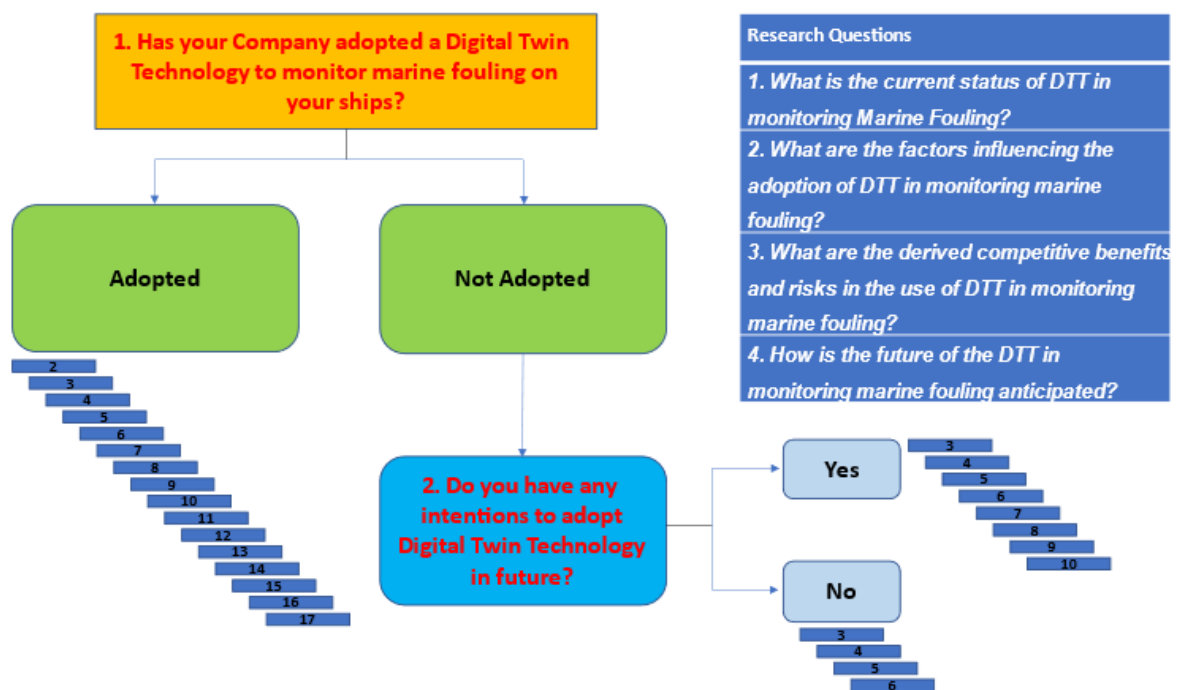 1. Has your Company adopted a Digital Twin
Technology to monitor marine fouling on
your ships?
Adopted
Not Adopted
2
3
4
5
6
7
8
9
10
11
12
13
14
15
16
17
2. Do you have any
intentions to adopt
Digital Twin Technology
in future?
Yes
3
4
5
6
7
8
9
10
No
3
4
5
6
Research Questions
1. What is the current status of DTT in
monitoring Marine Fouling?
2. What are the factors influencing the
adoption of DTT in monitoring marine
fouling?
3. What are the derived competitive benefits
and risks in the use of DTT in monitoring
marine fouling?
4. How is the future of the DTT in
monitoring marine fouling anticipated?